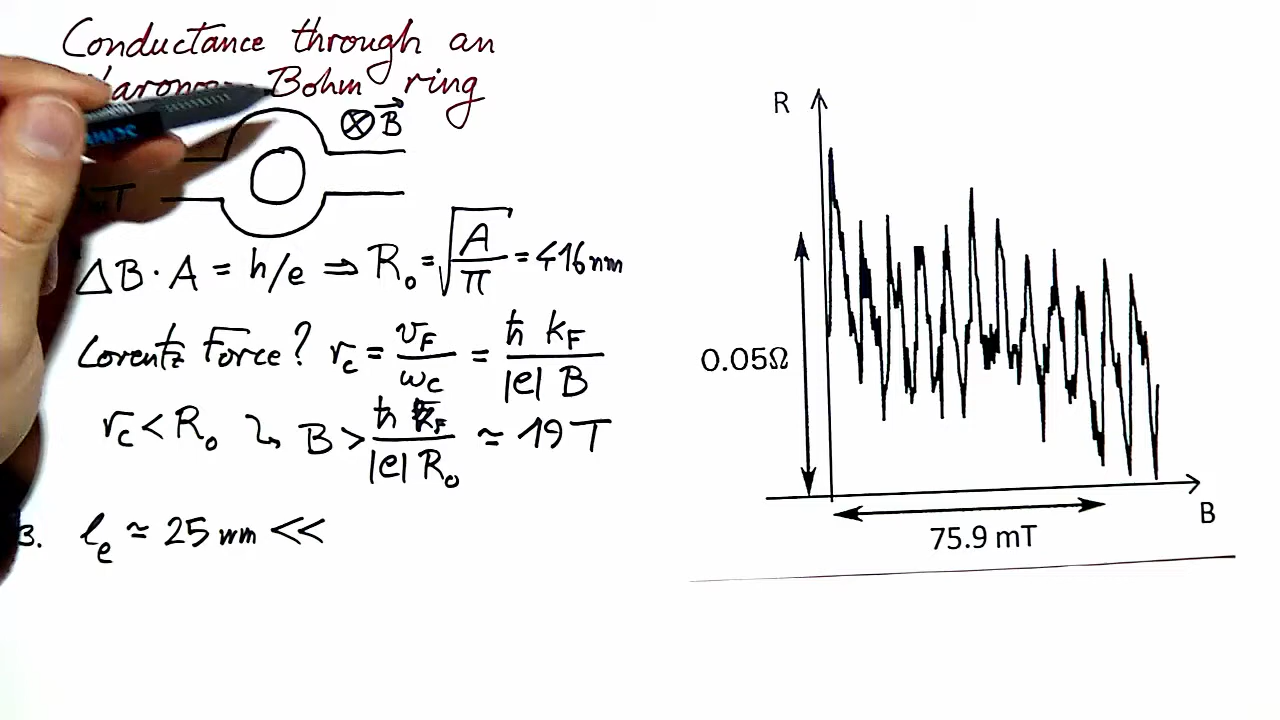 Conductance through an
Bohm ring
⊗ B⃗
mT
ΔB · A = h/e ⇒ R₀ = √(A/π) = 416 nm
Lorentz Force? r_c = v_F/ω_c = ħ k_F/|e| B
r_c < R₀ ↳ B > ħ k_F/|e| R₀ ≈ 19 T
3. l_e ≈ 25 nm <<
R
0.05Ω
75.9 mT
B